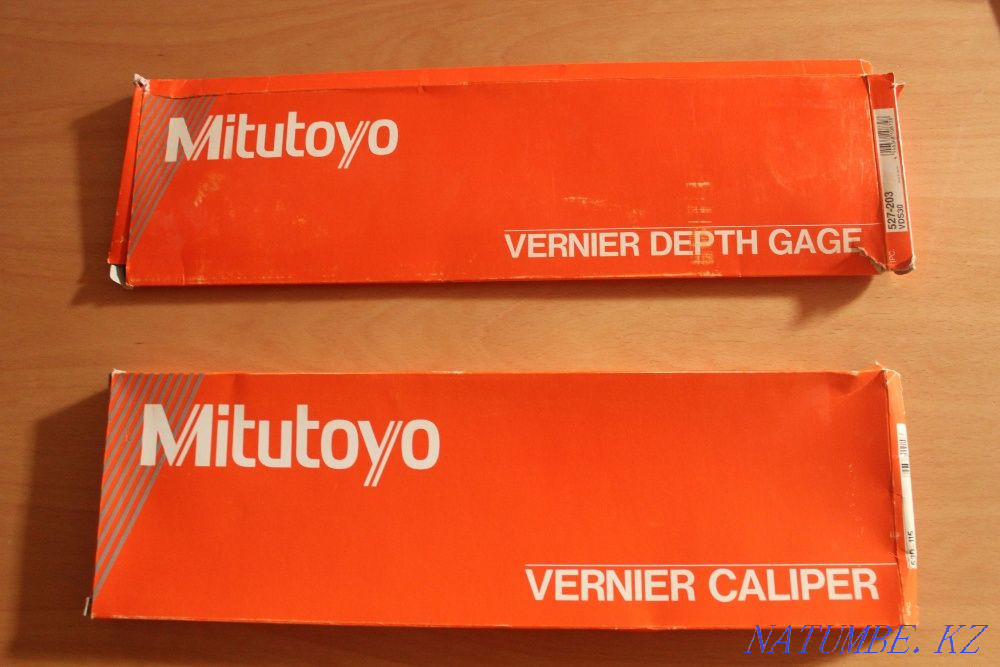 Mitutoyo
VERNIER DEPTH GAGE
527-203
VDS30
Mitutoyo
VERNIER CALIPER
NATUMBE.KZ